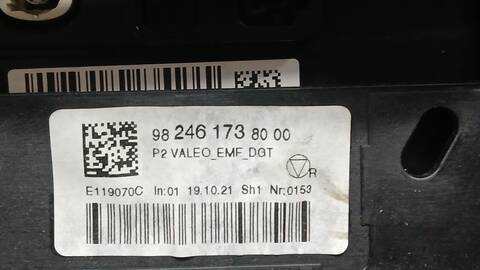 98 246 173 80 00
P2 VALEO_EMF_DGT
R
E119070C In:01 19.10.21 Sh1 Nr:0153